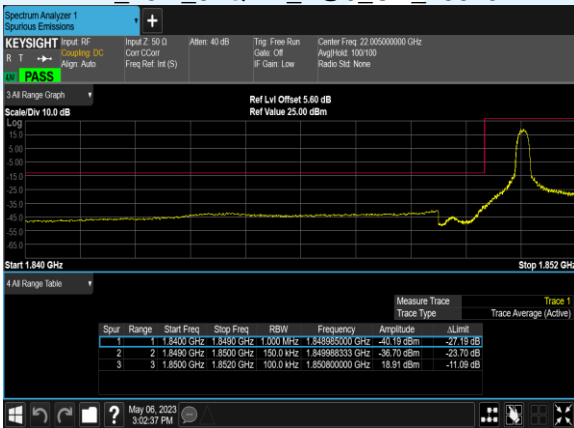 Spectrum Analyzer 1
Spurious Emissions
+
KEYSIGHT Input: RF Input Z: 50 Ω Atten: 40 dB Trig: Free Run Center Freq: 22.005000000 GHz
R T Coupling: DC Corr CCorr Gate: Off Avg|Hold: 100/100
Align: Auto Freq Ref: Int (S) IF Gain: Low Radio Std: None
PASS
3 All Range Graph
Ref Lvl Offset 5.60 dB
Scale/Div 10.0 dB Ref Value 25.00 dBm
Log
15.0
5.00
-5.00
-15.0
-25.0
-35.0
-45.0
-55.0
-65.0
Start 1.840 GHz Stop 1.852 GHz
4 All Range Table
Measure Trace Trace 1
Trace Type Trace Average (Active)
Spur Range Start Freq Stop Freq RBW Frequency Amplitude ΔLimit
1 1 1.8400 GHz 1.8490 GHz 1.000 MHz 1.848985000 GHz -40.19 dBm -27.19 dB
2 2 1.8490 GHz 1.8500 GHz 150.0 kHz 1.849988333 GHz -36.70 dBm -23.70 dB
3 3 1.8500 GHz 1.8520 GHz 100.0 kHz 1.850800000 GHz 18.91 dBm -11.09 dB
? May 06, 2023
3:02:37 PM